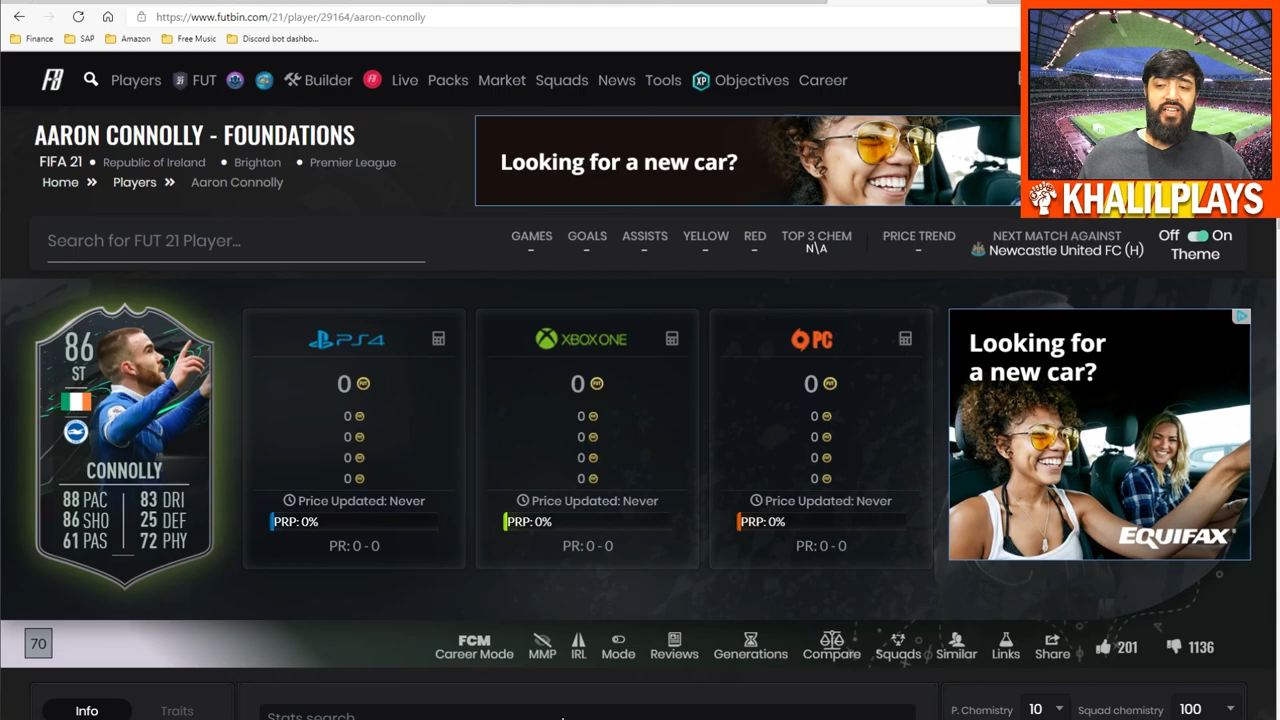 https://www.futbin.com/21/player/29164/aaron-connolly
Finance SAP Amazon Free Music Discord bot dashbo...
Players FUT Builder Live Packs Market Squads News Tools XP Objectives Career
AARON CONNOLLY - FOUNDATIONS
FIFA 21 • Republic of Ireland • Brighton • Premier League
Home » Players » Aaron Connolly
Looking for a new car?
KHALILPLAYS
Search for FUT 21 Player...
GAMES GOALS ASSISTS YELLOW RED TOP 3 CHEM PRICE TREND NEXT MATCH AGAINST Off On
- - - - - N\A - Newcastle United FC (H) Theme
86
ST
CONNOLLY
88 PAC 83 DRI
86 SHO 25 DEF
61 PAS 72 PHY
PS4
0
0
0
0
0
Price Updated: Never
PRP: 0%
PR: 0 - 0
XBOX ONE
0
0
0
0
0
Price Updated: Never
PRP: 0%
PR: 0 - 0
PC
0
0
0
0
0
Price Updated: Never
PRP: 0%
PR: 0 - 0
Looking for
a new car?
EQUIFAX
70
FCM
Career Mode MMP IRL Mode Reviews Generations Compare Squads Similar Links Share 201 1136
Info Traits
Stats search
P. Chemistry 10 Squad chemistry 100